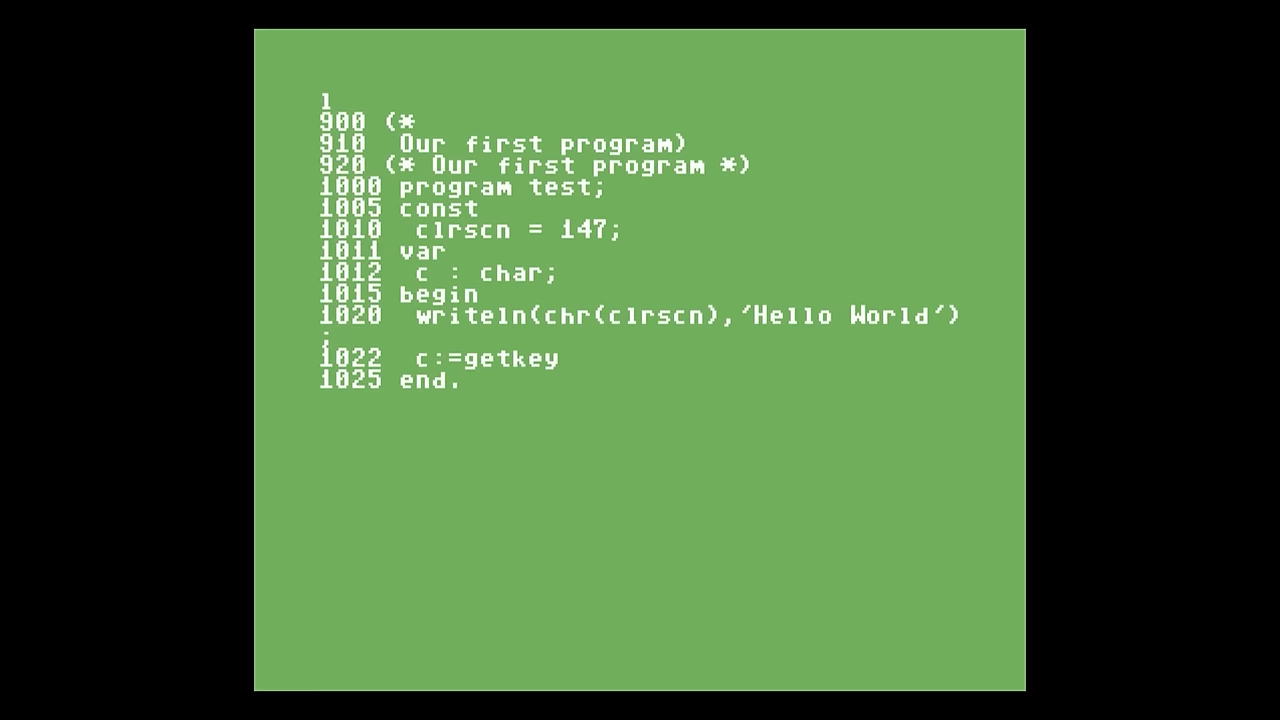 l
900 (*
910  Our first program)
920 (* Our first program *)
1000 program test;
1005 const
1010  clrscn = 147;
1011 var
1012  c : char;
1015 begin
1020  writeln(chr(clrscn),'Hello World')
;
1022  c:=getkey
1025 end.